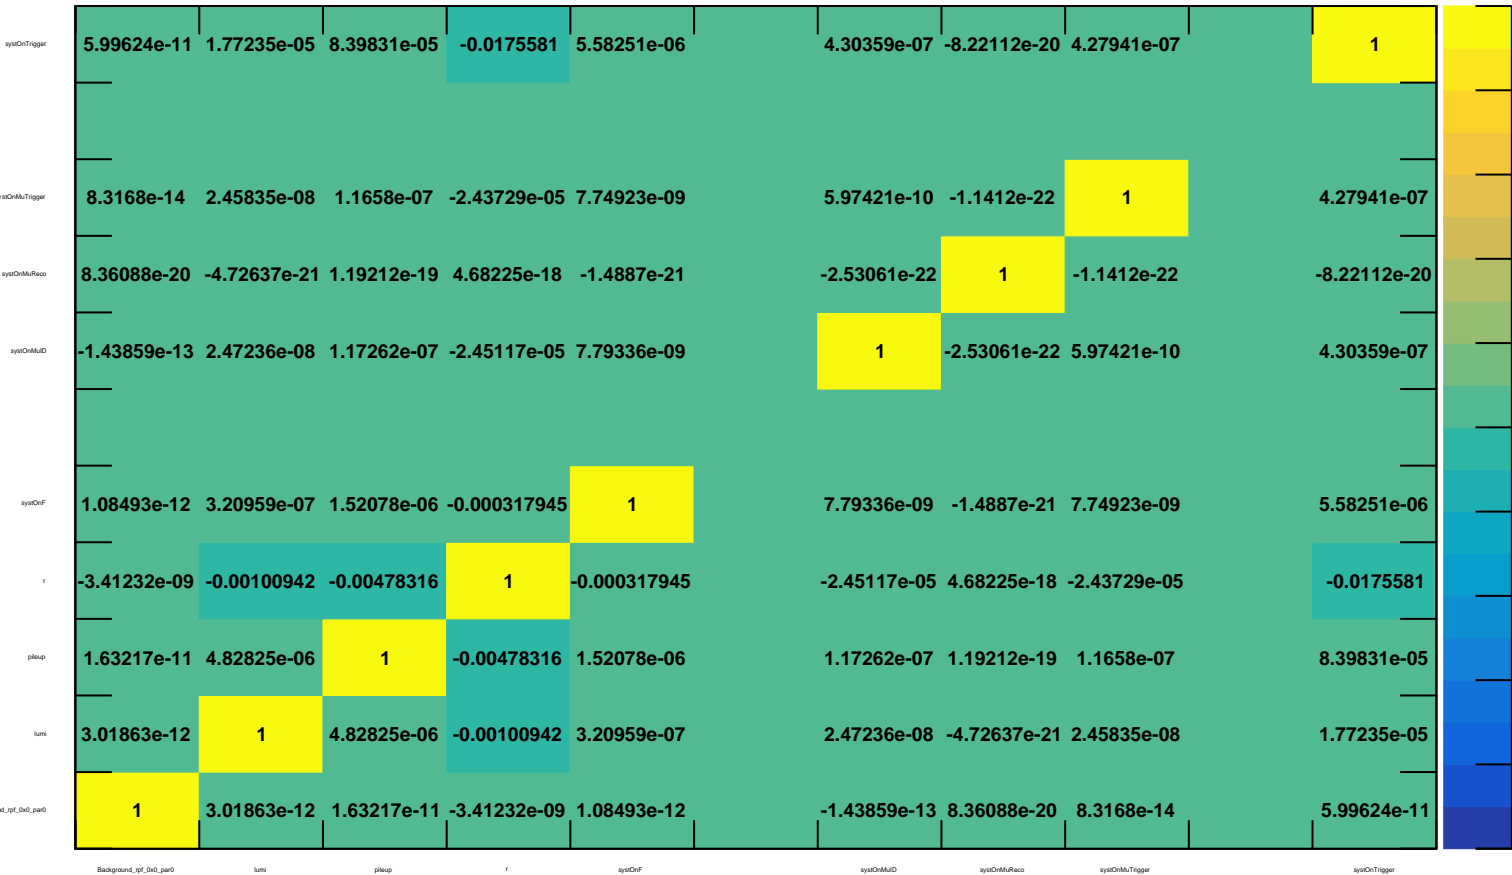 systOnTrigger 5.99624e-11 1.77235e-05 8.39831e-05 -0.0175581 5.58251e-06 4.30359e-07 -8.22112e-20 4.27941e-07 1
stOnMuTrigger 8.3168e-14 2.45835e-08 1.1658e-07 -2.43729e-05 7.74923e-09 5.97421e-10 -1.1412e-22 1 4.27941e-07
systOnMuReco 8.36088e-20 -4.72637e-21 1.19212e-19 4.68225e-18 -1.4887e-21 -2.53061e-22 1 -1.1412e-22 -8.22112e-20
systOnMuID -1.43859e-13 2.47236e-08 1.17262e-07 -2.45117e-05 7.79336e-09 1 -2.53061e-22 5.97421e-10 4.30359e-07
systOnF 1.08493e-12 3.20959e-07 1.52078e-06 -0.000317945 1 7.79336e-09 -1.4887e-21 7.74923e-09 5.58251e-06
r -3.41232e-09 -0.00100942 -0.00478316 1 -0.000317945 -2.45117e-05 4.68225e-18 -2.43729e-05 -0.0175581
pileup 1.63217e-11 4.82825e-06 1 -0.00478316 1.52078e-06 1.17262e-07 1.19212e-19 1.1658e-07 8.39831e-05
lumi 3.01863e-12 1 4.82825e-06 -0.00100942 3.20959e-07 2.47236e-08 -4.72637e-21 2.45835e-08 1.77235e-05
nd_rpf_0x0_par0 1 3.01863e-12 1.63217e-11 -3.41232e-09 1.08493e-12 -1.43859e-13 8.36088e-20 8.3168e-14 5.99624e-11
Background_rpf_0x0_par0 lumi pileup r systOnF systOnMuID systOnMuReco systOnMuTrigger systOnTrigger